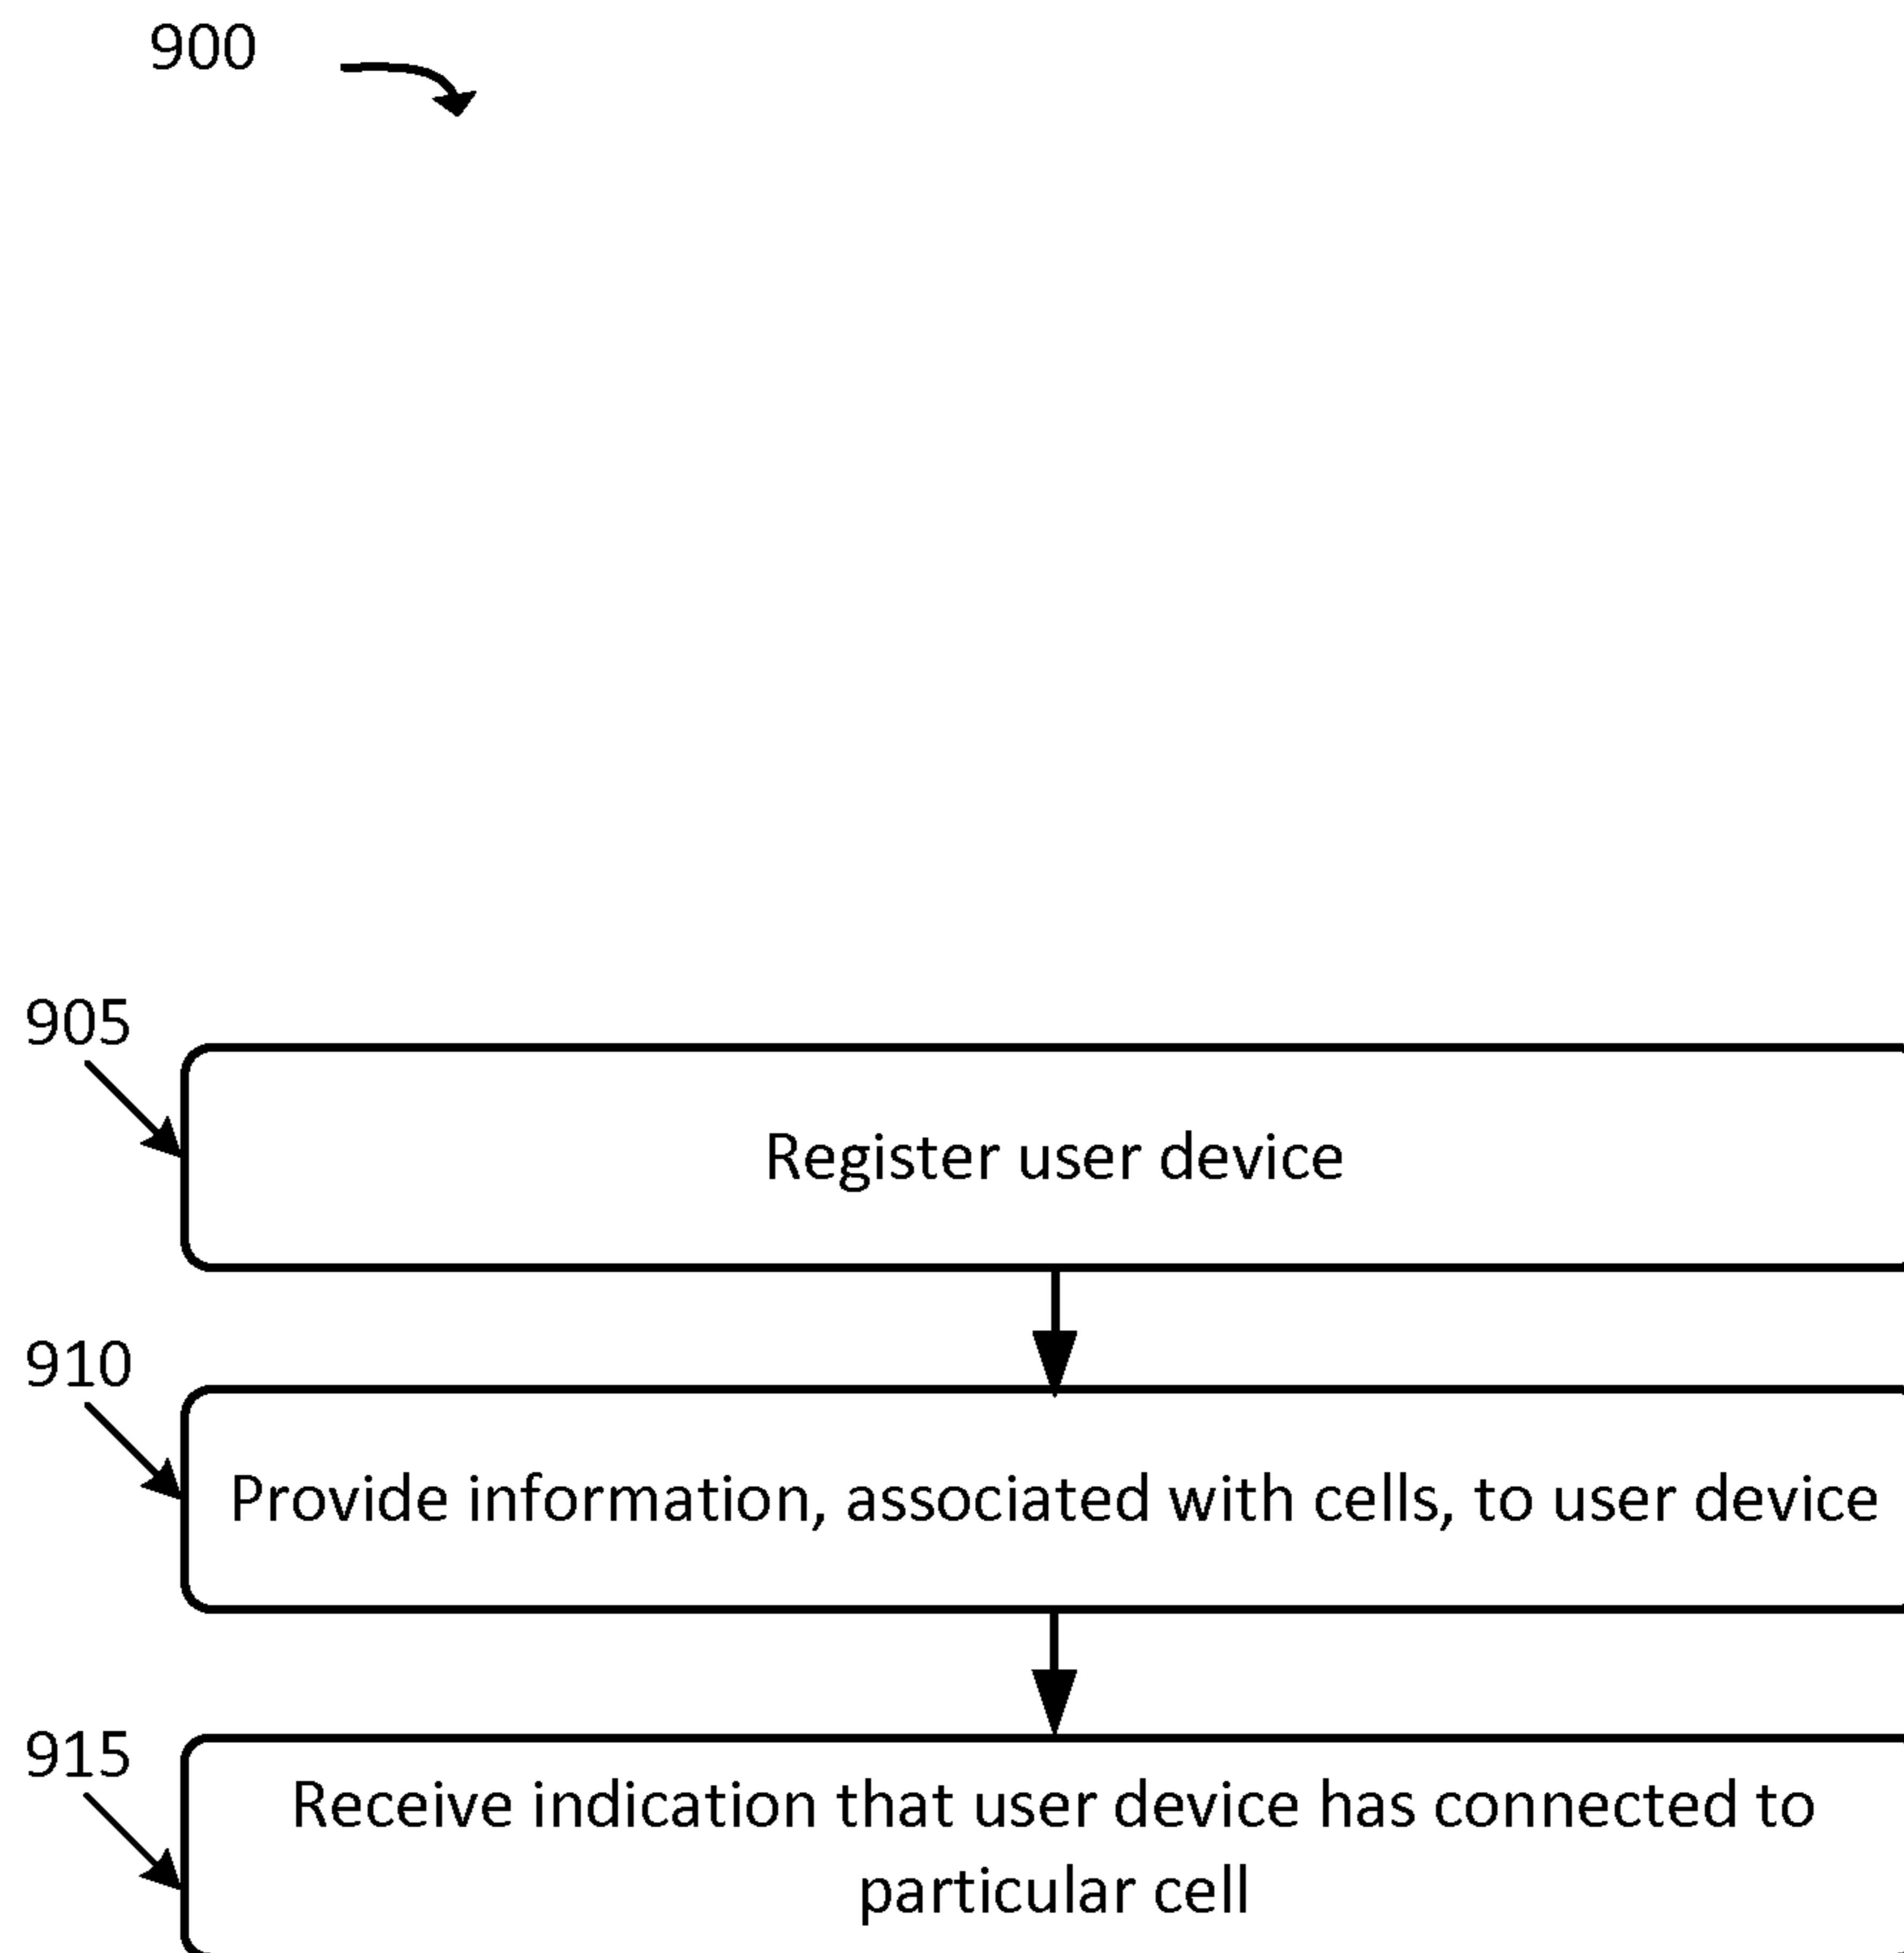 900
905
Register user device
910
Provide information, associated with cells, to user device
915
Receive indication that user device has connected to
particular cell